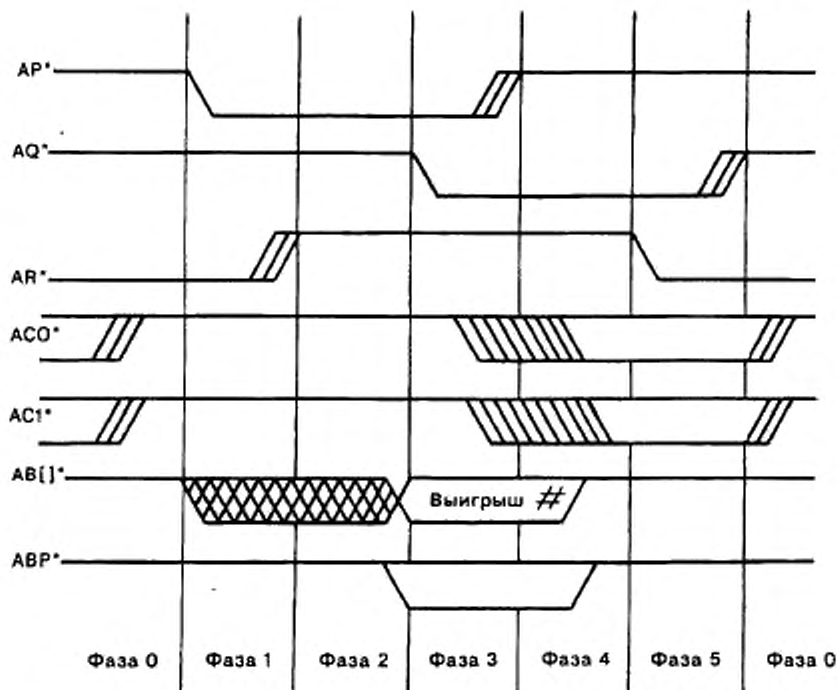 AP*
AQ*
AR*
AC0*
AC1*
AB[]*
Выигрыш #
ABP*
Фаза 0 Фаза 1 Фаза 2 Фаза 3 Фаза 4 Фаза 5 Фаза 0